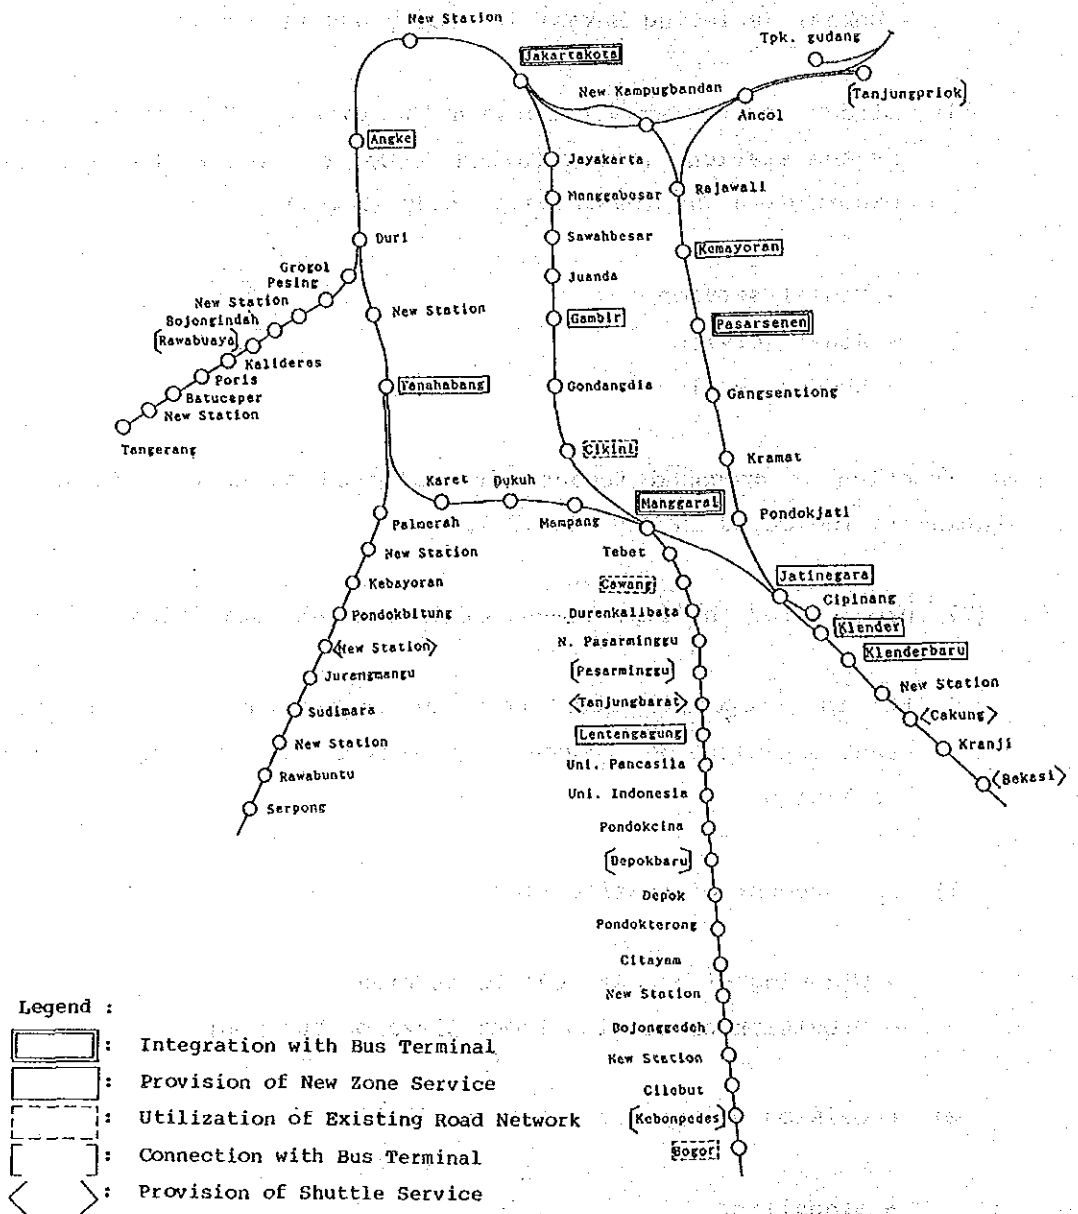 New Station
Tpk. gudang
Jakartakota
New Kampugbandan
Tanjungpriok
Ancol
Angke
Jayakarta
Manggabosar
Rajawali
Sawahbesar
Kemayoran
Duri
Juanda
Grogol
Pesing
New Station
Gambir
Pasarsenen
New Station
Bojongindah
Rawabuaya
Kalideres
Poris
Batuceper
New Station
Tangerang
Tanahabang
Gondangdia
Gangsentiong
Cikini
Kramat
Karet
Dukuh
Mampang
Manggarai
Pondokjati
Palmerah
New Station
Kebayoran
Pondokbitung
New Station
Jurangmangu
Sudimara
New Station
Rawabuntu
Serpong
Tebet
Cawang
Durenkalibata
N. Pasarminggu
Pesarminggu
Tanjungbarat
Lentengagung
Uni. Pancasila
Uni. Indonesia
Pondokcina
Depokbaru
Depok
Pondokterong
Citayam
New Station
Bojonggedeh
New Station
Cilebut
Kebonpedes
Bogor
Jatinegara
Cipinang
Klender
Klenderbaru
New Station
Cakung
Kranji
Bekasi
Legend :
: Integration with Bus Terminal
: Provision of New Zone Service
: Utilization of Existing Road Network
: Connection with Bus Terminal
: Provision of Shuttle Service